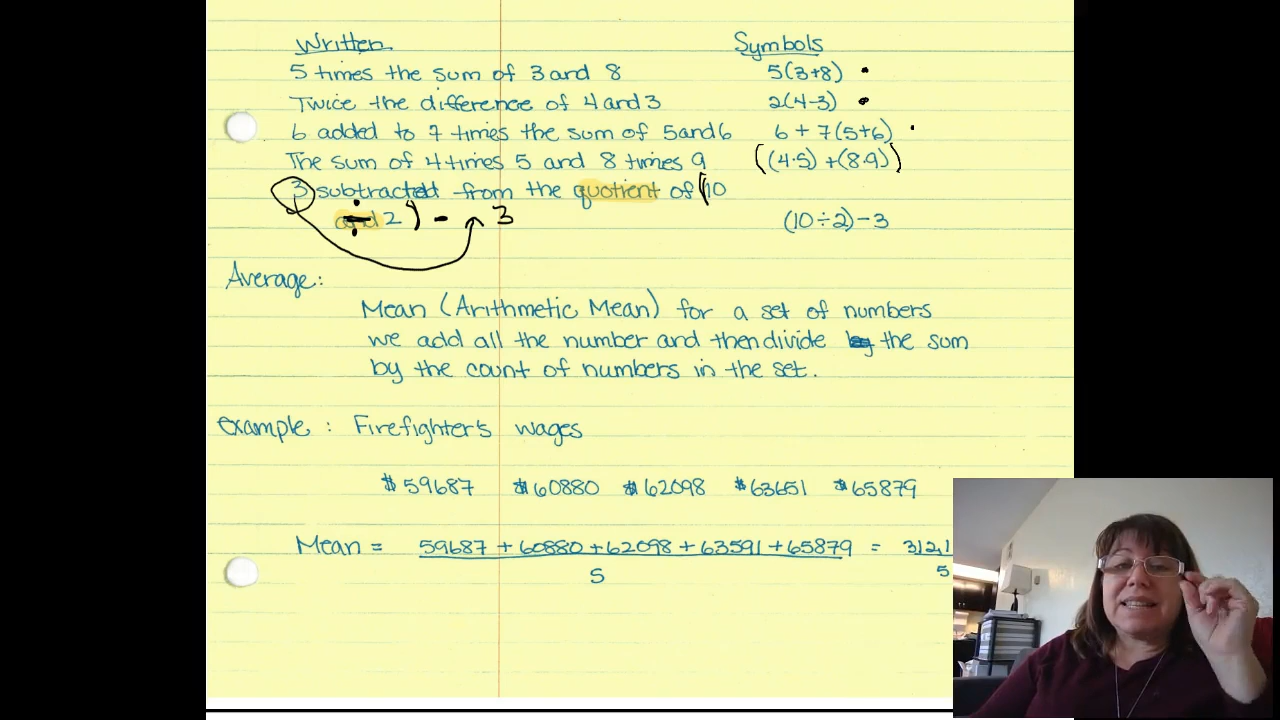 Written Symbols
5 times the sum of 3 and 8 5(3+8) •
Twice the difference of 4 and 3 2(4-3) •
6 added to 7 times the sum of 5 and 6 6 + 7(5+6) •
The sum of 4 times 5 and 8 times 9 ((4·5) + (8·9))
3 subtracted from the quotient of (10
÷ 2) - 3 (10 ÷ 2) - 3
Average:
Mean (Arithmetic Mean) for a set of numbers
we add all the number and then divide the sum
by the count of numbers in the set.
Example: Firefighter's wages
$59687 $60880 $62098 $63651 $65879
Mean = 59687 + 60880 + 62098 + 63591 + 65879 = 312,1
5 5